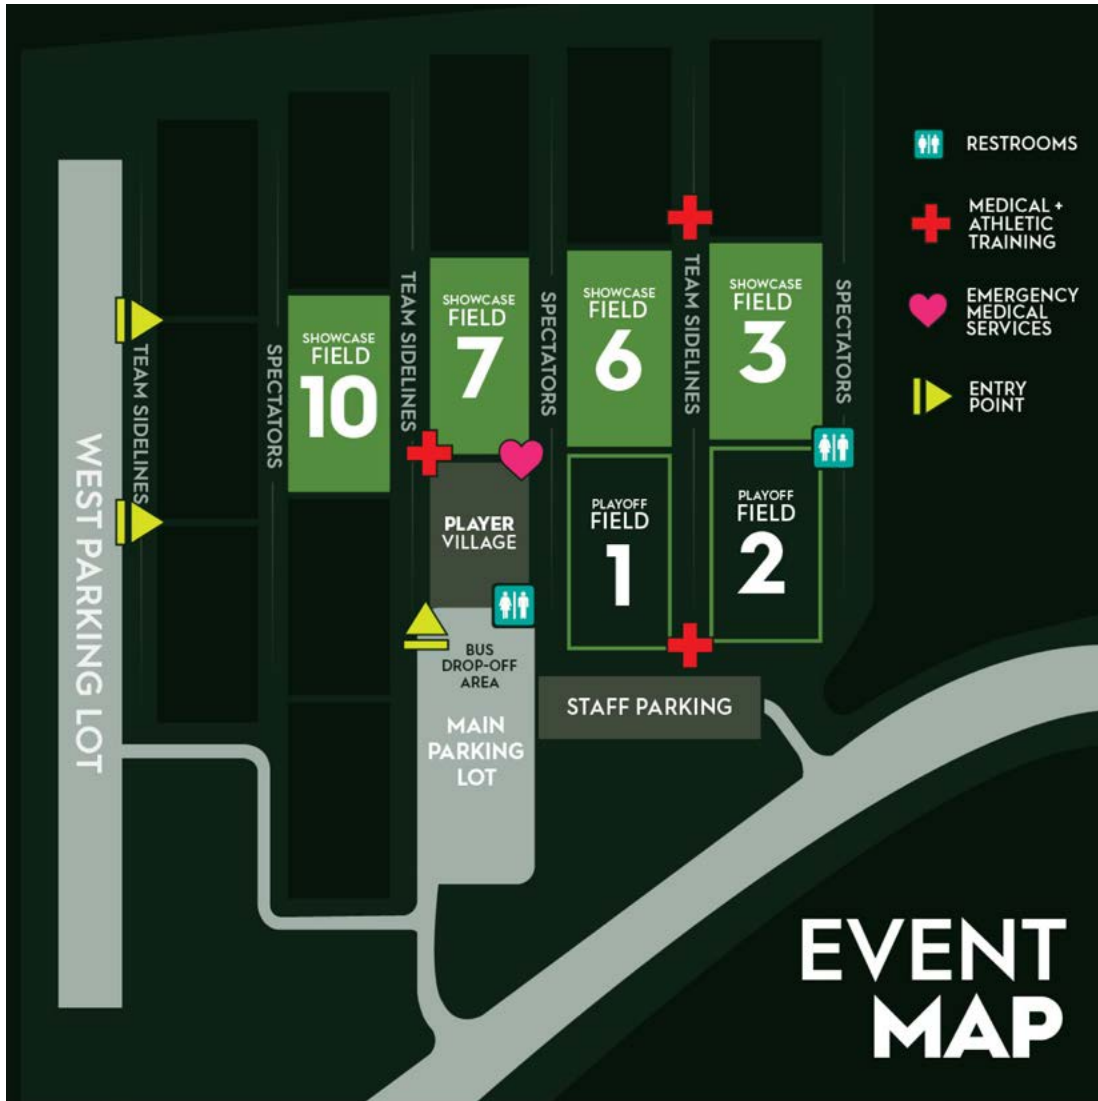 RESTROOMS
MEDICAL +
ATHLETIC
TRAINING
EMERGENCY
MEDICAL
SERVICES
ENTRY
POINT
WEST PARKING LOT
TEAM SIDELINES
SPECTATORS
SHOWCASE
FIELD
10
TEAM SIDELINES
SHOWCASE
FIELD
7
SPECTATORS
SHOWCASE
FIELD
6
TEAM SIDELINES
SHOWCASE
FIELD
3
SPECTATORS
PLAYER
VILLAGE
PLAYOFF
FIELD
1
PLAYOFF
FIELD
2
BUS
DROP-OFF
AREA
MAIN
PARKING
LOT
STAFF PARKING
EVENT
MAP